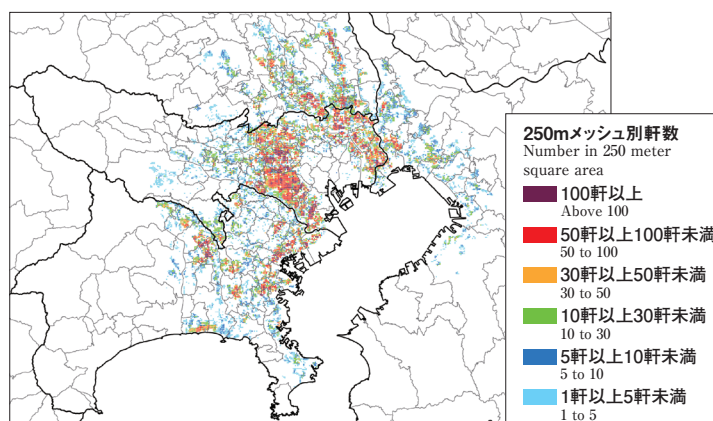 250mメッシュ別軒数
Number in 250 meter
square area
100軒以上
Above 100
50軒以上100軒未満
50 to 100
30軒以上50軒未満
30 to 50
10軒以上30軒未満
10 to 30
5軒以上10軒未満
5 to 10
1軒以上5軒未満
1 to 5